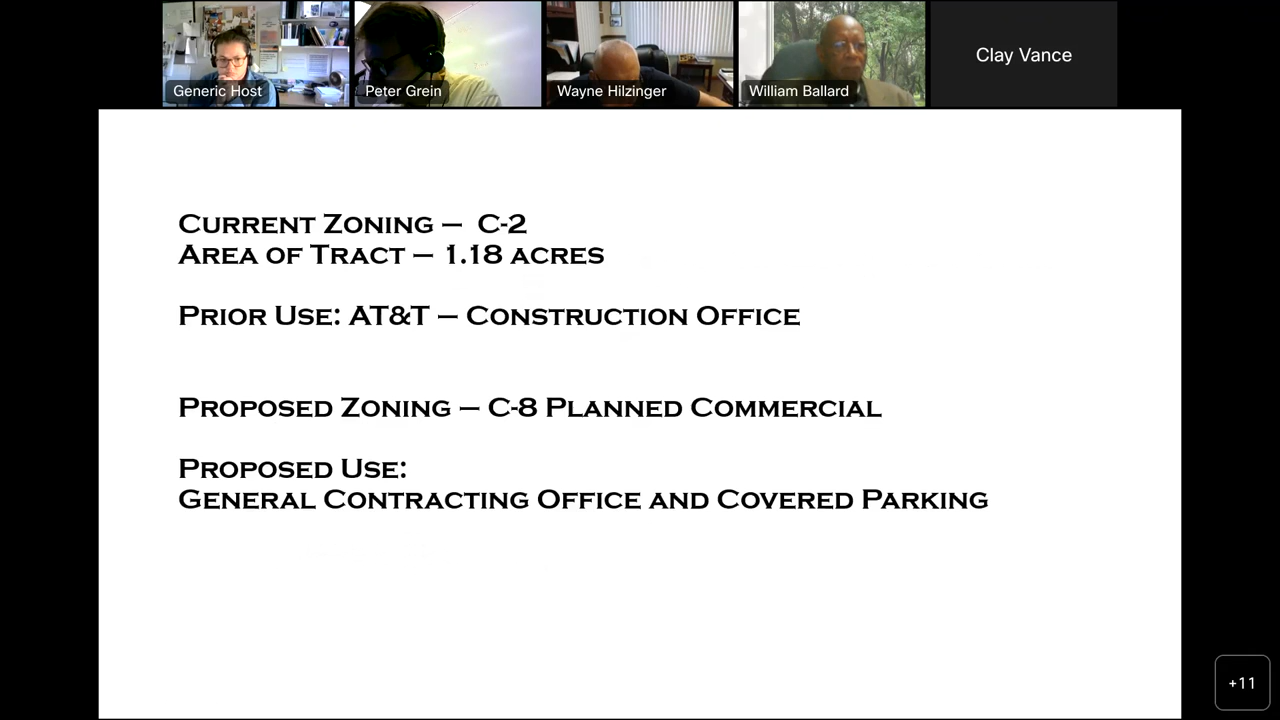 Generic Host
Peter Grein
Wayne Hilzinger
William Ballard
Clay Vance
Current Zoning – C-2
Area of Tract – 1.18 acres
Prior Use: AT&T – Construction Office
Proposed Zoning – C-8 Planned Commercial
Proposed Use:
General Contracting Office and Covered Parking
+11